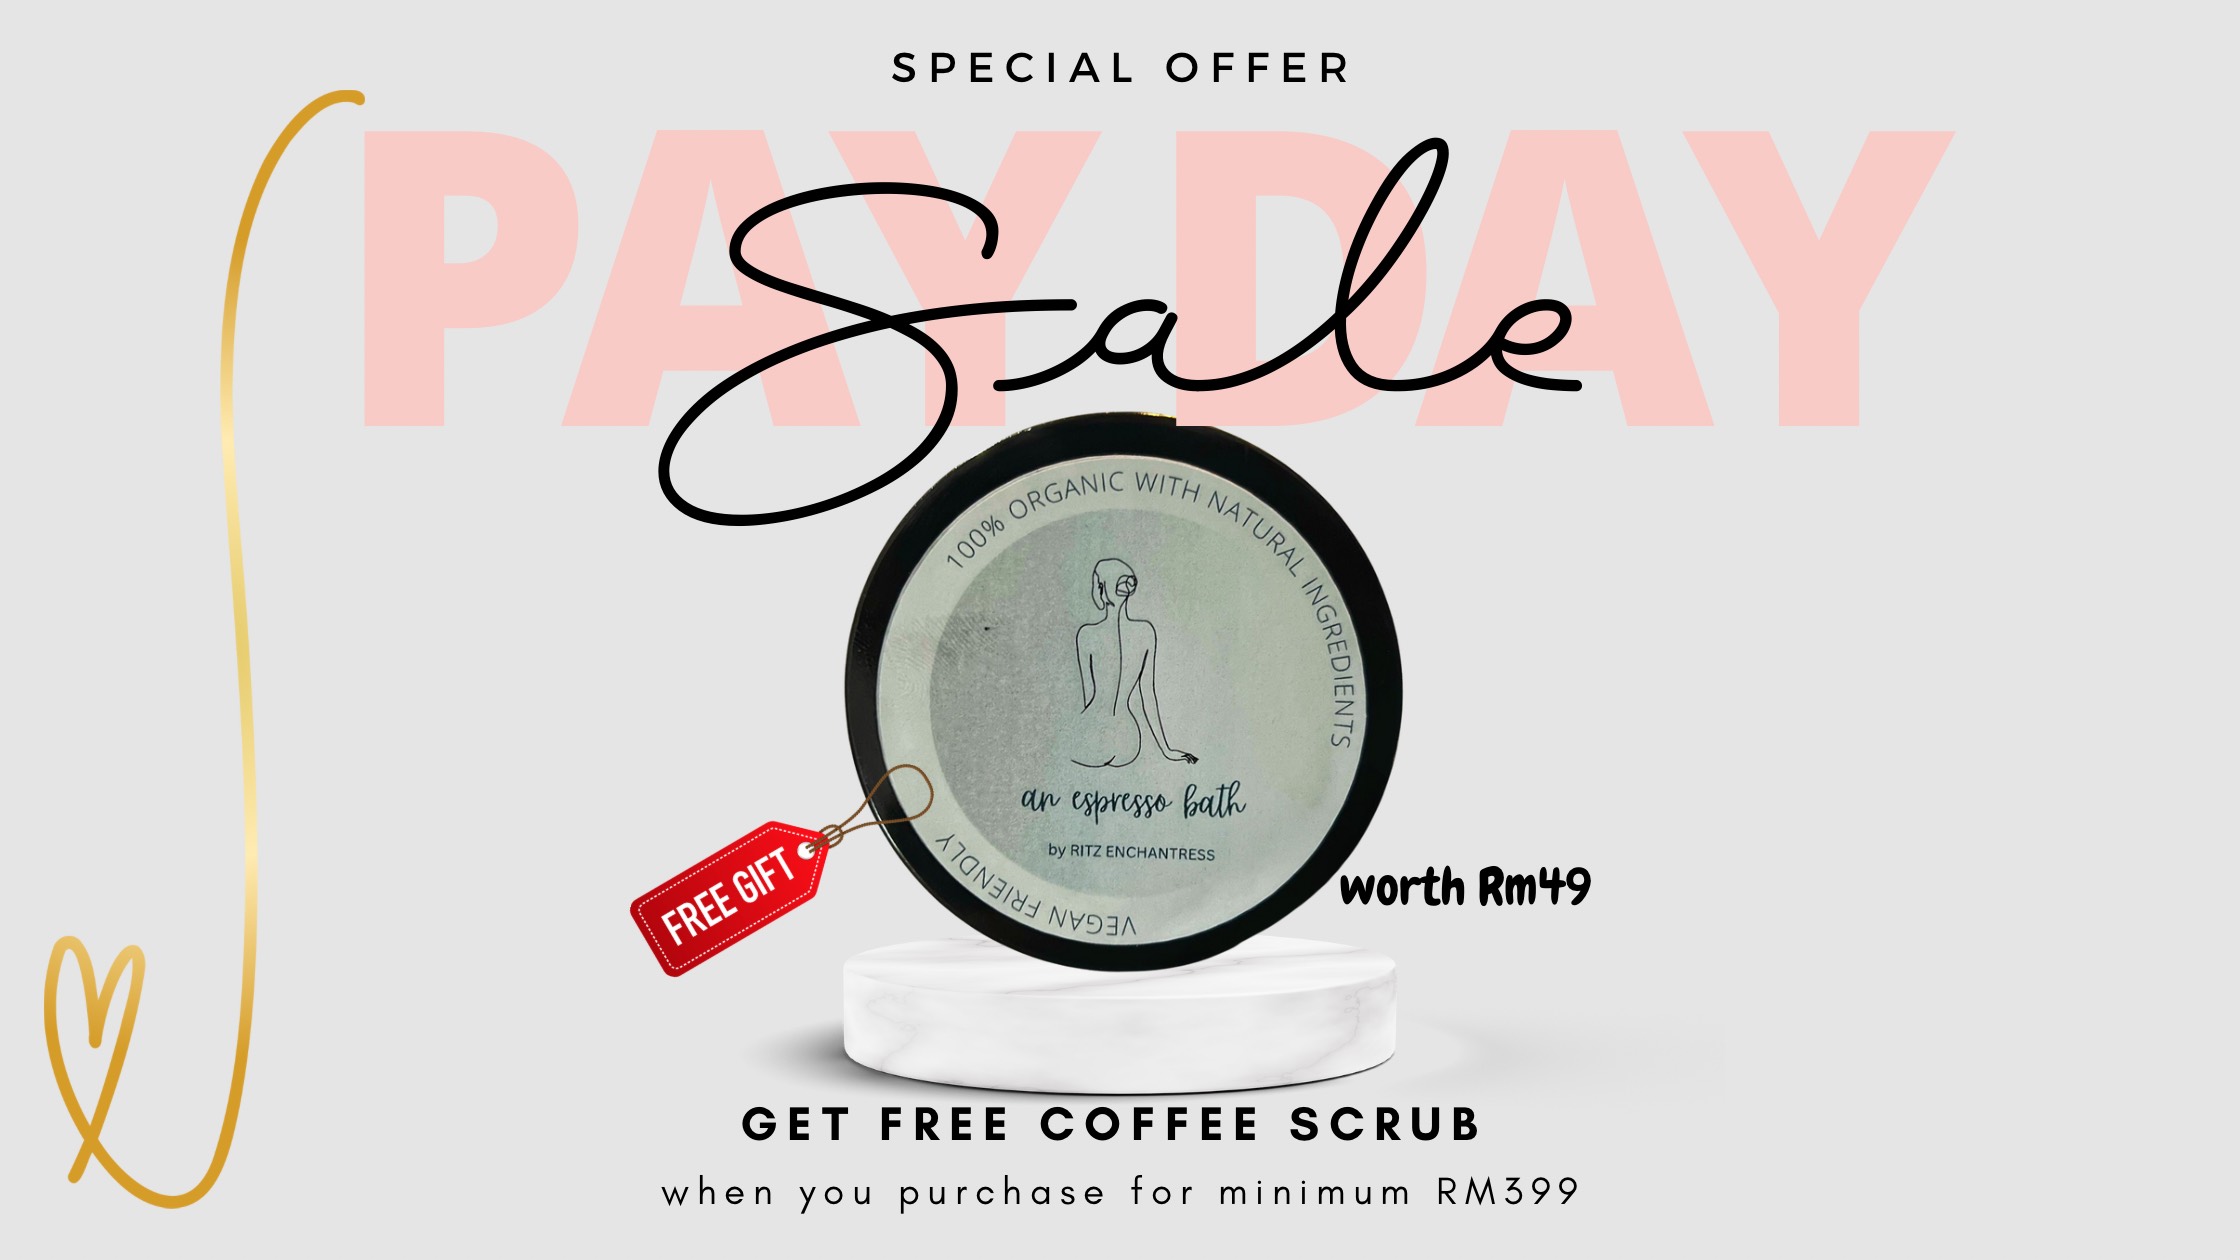 SPECIAL OFFER
PAY DAY
Sale
100% ORGANIC WITH NATURAL INGREDIENTS
an espresso bath
by RITZ ENCHANTRESS
VEGAN FRIENDLY
FREE GIFT
worth Rm49
GET FREE COFFEE SCRUB
when you purchase for minimum RM399